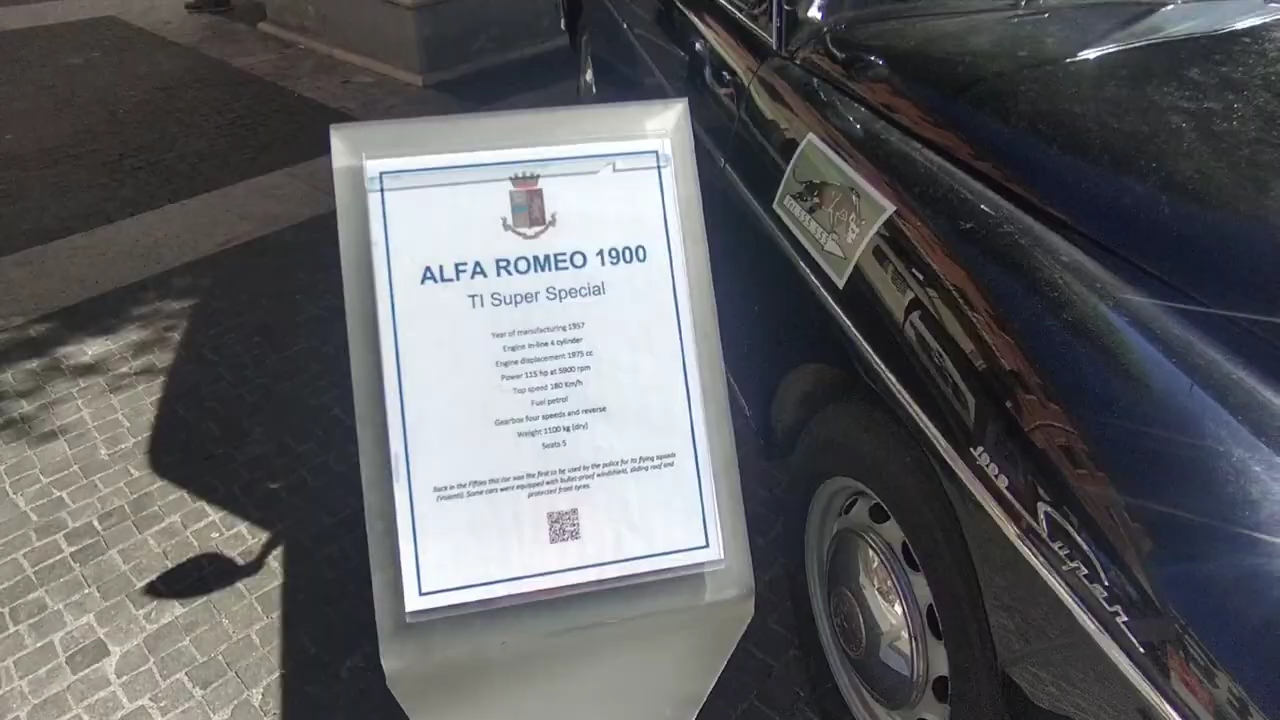 ALFA ROMEO 1900
TI Super Special
Year of manufacturing 1957
Engine in-line 4 cylinder
Engine displacement 1975 cc
Power 115 hp at 5900 rpm
Top speed 180 Km/h
Fuel petrol
Gearbox four speeds and reverse
Weight 1100 kg (dry)
Seats 5
Back in the Fifties this car was the first to be used by the police for its flying squads
(Volanti). Some cars were equipped with bullet-proof windshield, sliding roof and
protected front tyres.
1900
Super